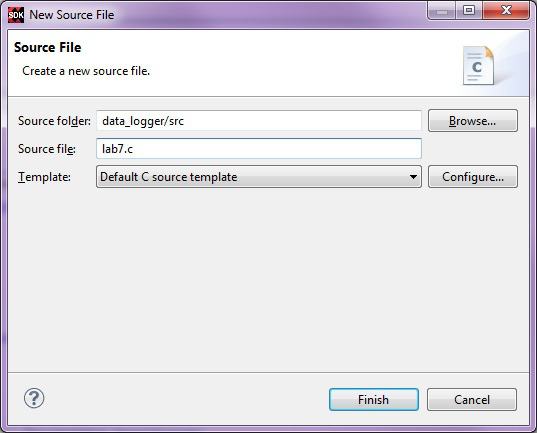 SDK New Source File
Source File
Create a new source file.
C
Source folder: data_logger/src Browse...
Source file: lab7.c
Template: Default C source template Configure...
? Finish Cancel